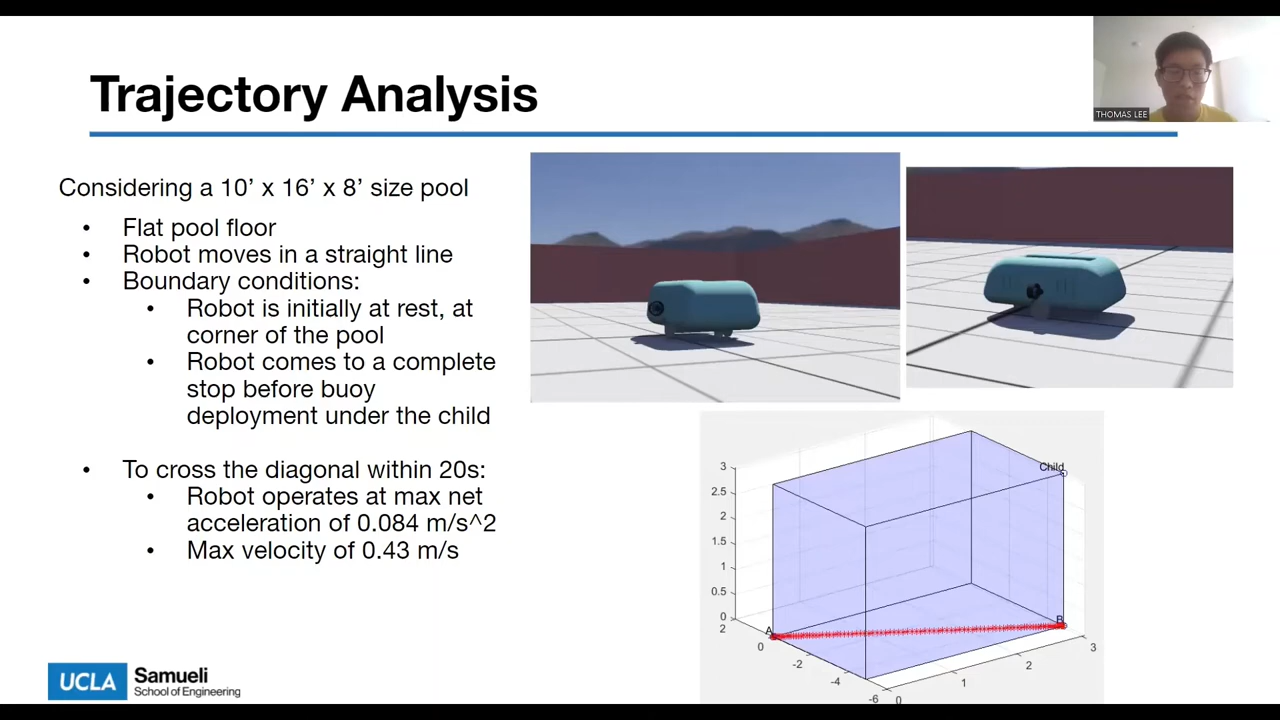 Trajectory Analysis
THOMAS LEE
Considering a 10’ x 16’ x 8’ size pool
• Flat pool floor
• Robot moves in a straight line
• Boundary conditions:
• Robot is initially at rest, at
corner of the pool
• Robot comes to a complete
stop before buoy
deployment under the child
• To cross the diagonal within 20s:
• Robot operates at max net
acceleration of 0.084 m/s^2
• Max velocity of 0.43 m/s
3
2.5
2
1.5
1
0.5
0
2
0
-2
-4
-6
0
1
2
3
Child
A
B
UCLA Samueli
School of Engineering